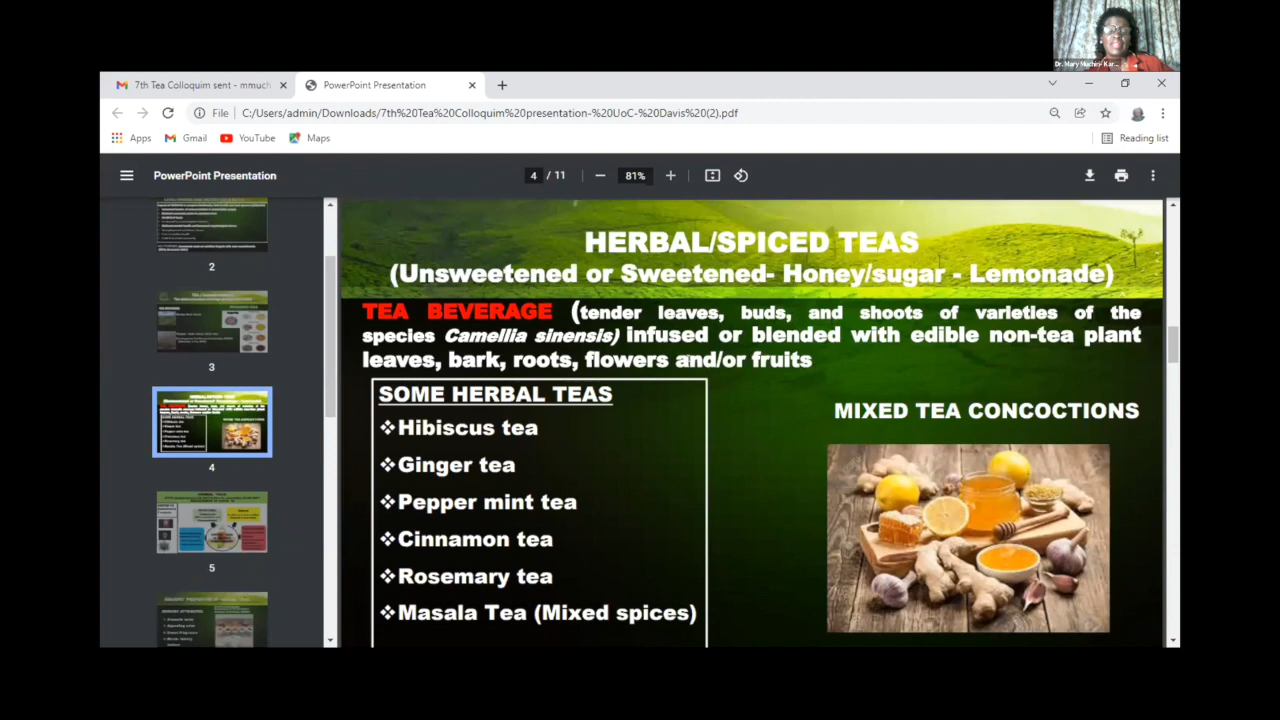 Dr. Mary Muchiri- Kar...
7th Tea Colloquim sent - mmuch
PowerPoint Presentation
File
C:/Users/admin/Downloads/7th%20Tea%20Colloquim%20presentation-%20UoC-%20Davis%20(2).pdf
Apps
Gmail
YouTube
Maps
Reading list
PowerPoint Presentation
4 / 11
81%
2
3
4
5
HERBAL/SPICED TEAS
(Unsweetened or Sweetened- Honey/sugar - Lemonade)
TEA BEVERAGE (tender leaves, buds, and shoots of varieties of the
species Camellia sinensis) infused or blended with edible non-tea plant
leaves, bark, roots, flowers and/or fruits
SOME HERBAL TEAS
❖Hibiscus tea
❖Ginger tea
❖Pepper mint tea
❖Cinnamon tea
❖Rosemary tea
❖Masala Tea (Mixed spices)
MIXED TEA CONCOCTIONS